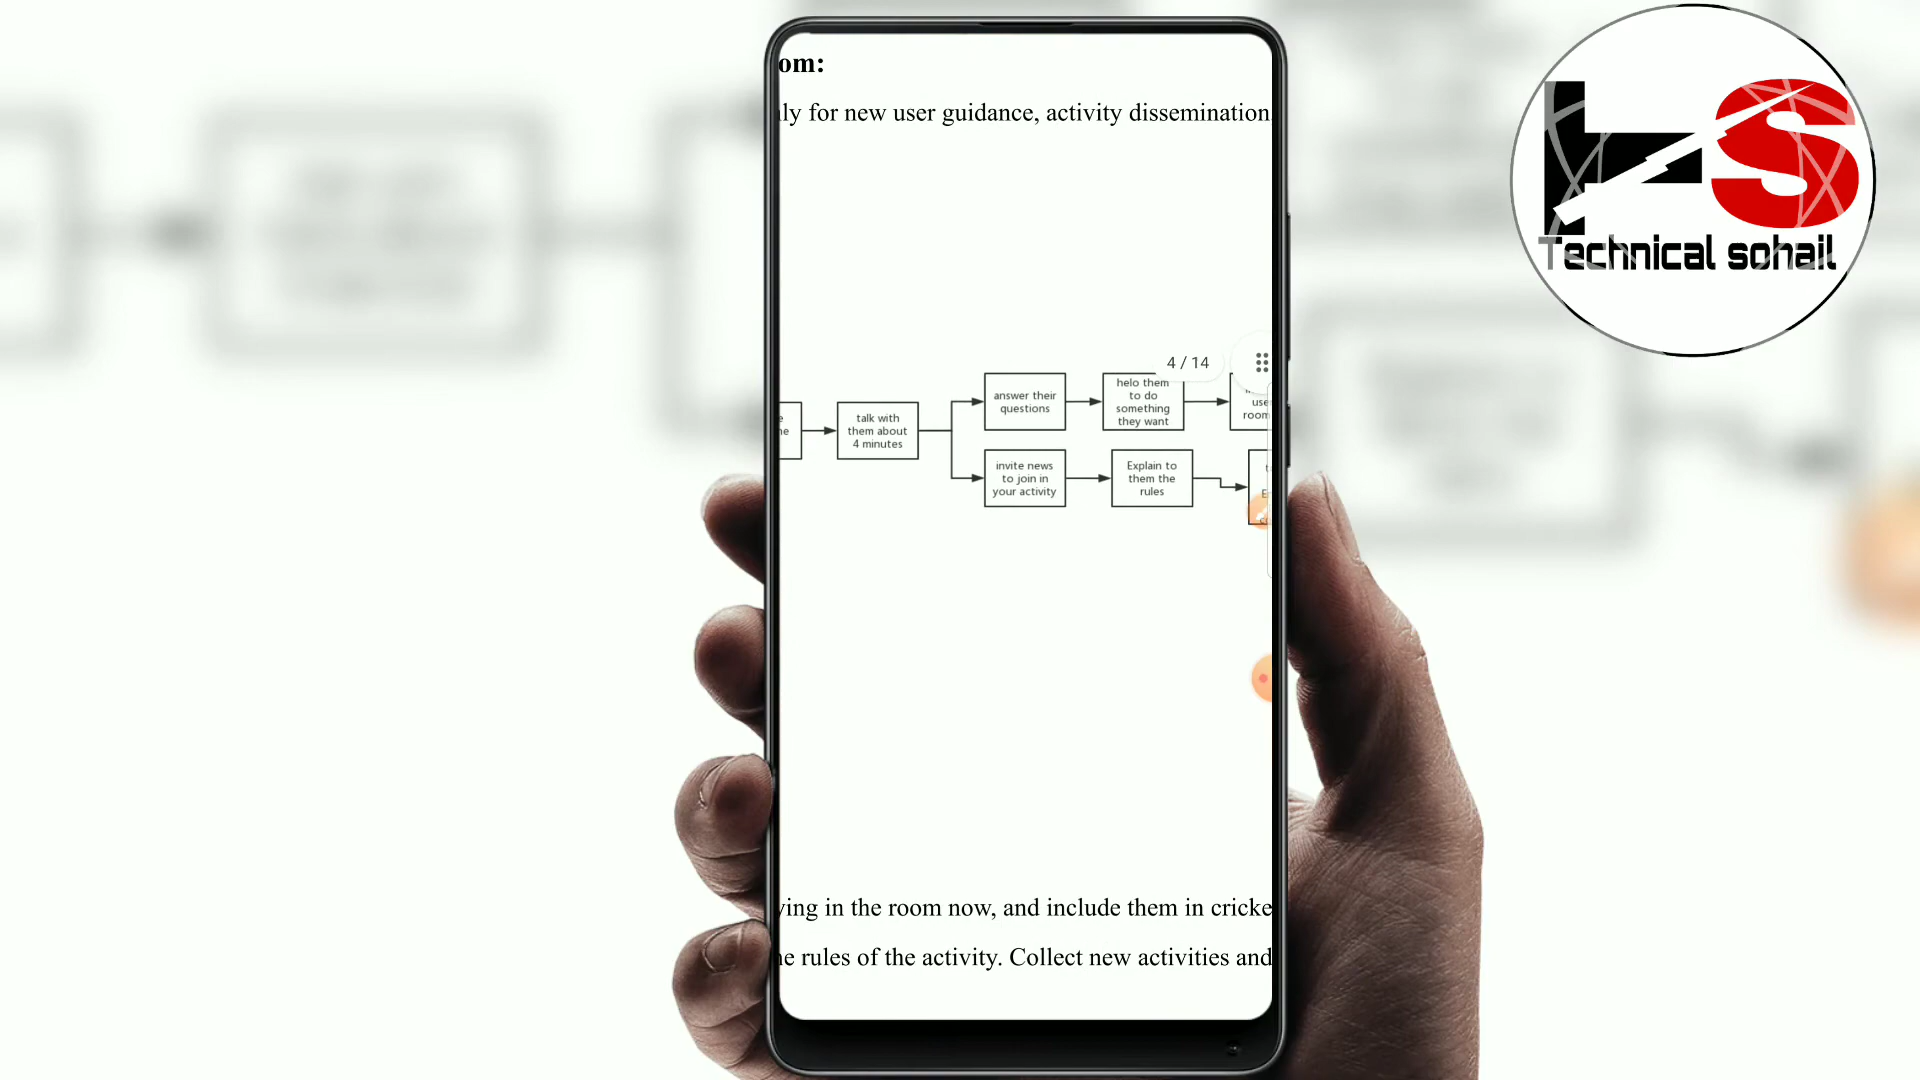 om:
ly for new user guidance, activity dissemination
4 / 14
talk with
them about
4 minutes
answer their
questions
helo them
to do
something
they want
use
room
invite news
to join in
your activity
Explain to
them the
rules
ying in the room now, and include them in cricke
e rules of the activity. Collect new activities and
Technical sohail